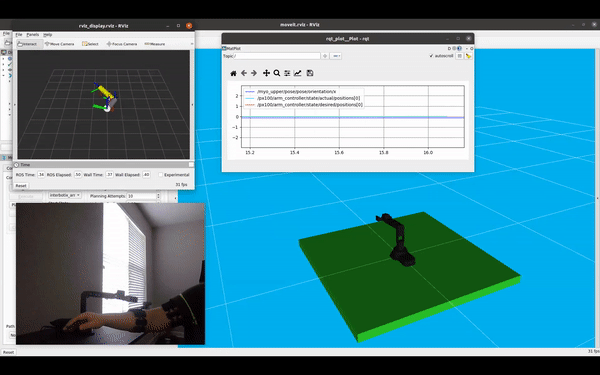 moveit.rviz - RViz
rviz_display.rviz - RViz
File Panels Help
Interact Move Camera Select Focus Camera Measure
Time
ROS Time: .36 ROS Elapsed: .50 Wall Time: .37 Wall Elapsed: .40 Experimental
Reset 31 fps
rqt_plot__Plot - rqt
MatPlot
Topic / autoscroll
/myo_upper/pose/pose/orientation/x
/px100/arm_controller/state/actual/positions[0]
/px100/arm_controller/state/desired/positions[0]
2
1
0
−1
−2
15.2 15.4 15.6 15.8 16.0
interbotix_arm Planning Attempts: 10
Path
Reset 31 fps